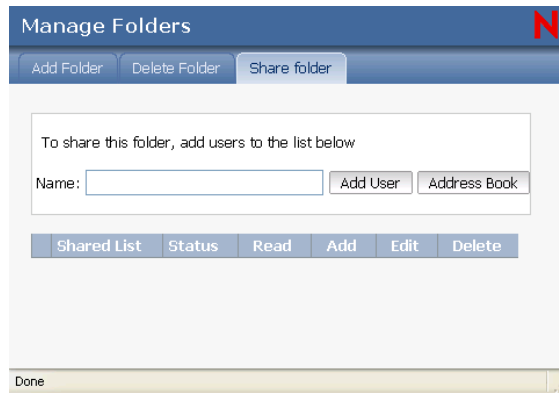 Manage Folders N
Add Folder Delete Folder Share folder
To share this folder, add users to the list below
Name: Add User Address Book
Shared List Status Read Add Edit Delete
Done